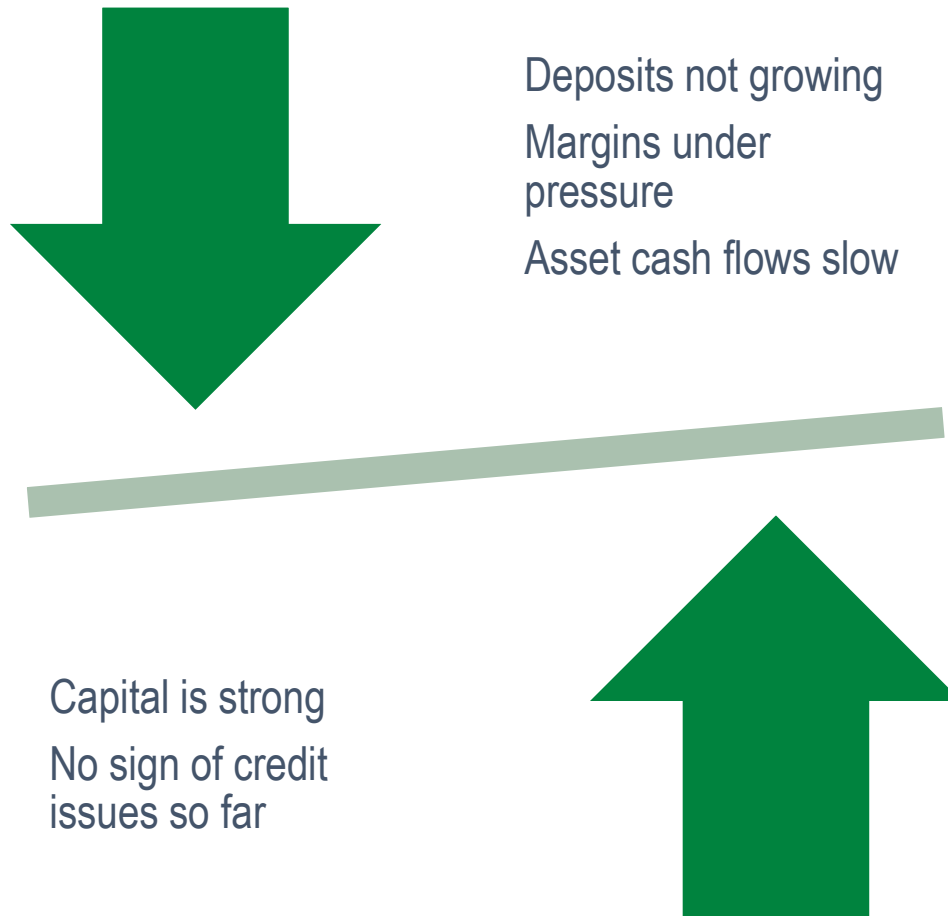 Deposits not growing
Margins under
pressure
Asset cash flows slow
Capital is strong
No sign of credit
issues so far